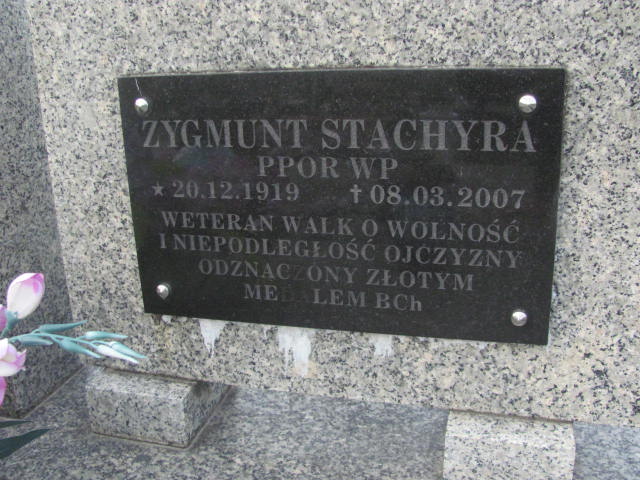 ZYGMUNT STACHYRA
PPOR WP
★ 20.12.1919 † 08.03.2007
WETERAN WALK O WOLNOŚĆ
I NIEPODLEGŁOŚĆ OJCZYZNY
ODZNACZONY ZŁOTYM
MEDALEM BCh